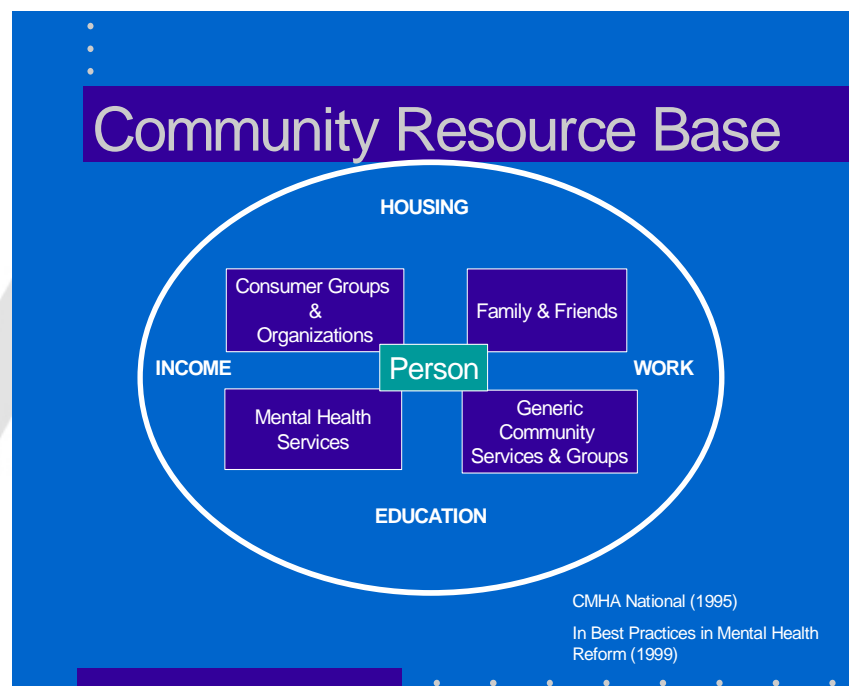 Community Resource Base
HOUSING
Consumer Groups
&
Organizations
Family & Friends
INCOME
Person
WORK
Mental Health
Services
Generic
Community
Services & Groups
EDUCATION
CMHA National (1995)
In Best Practices in Mental Health
Reform (1999)